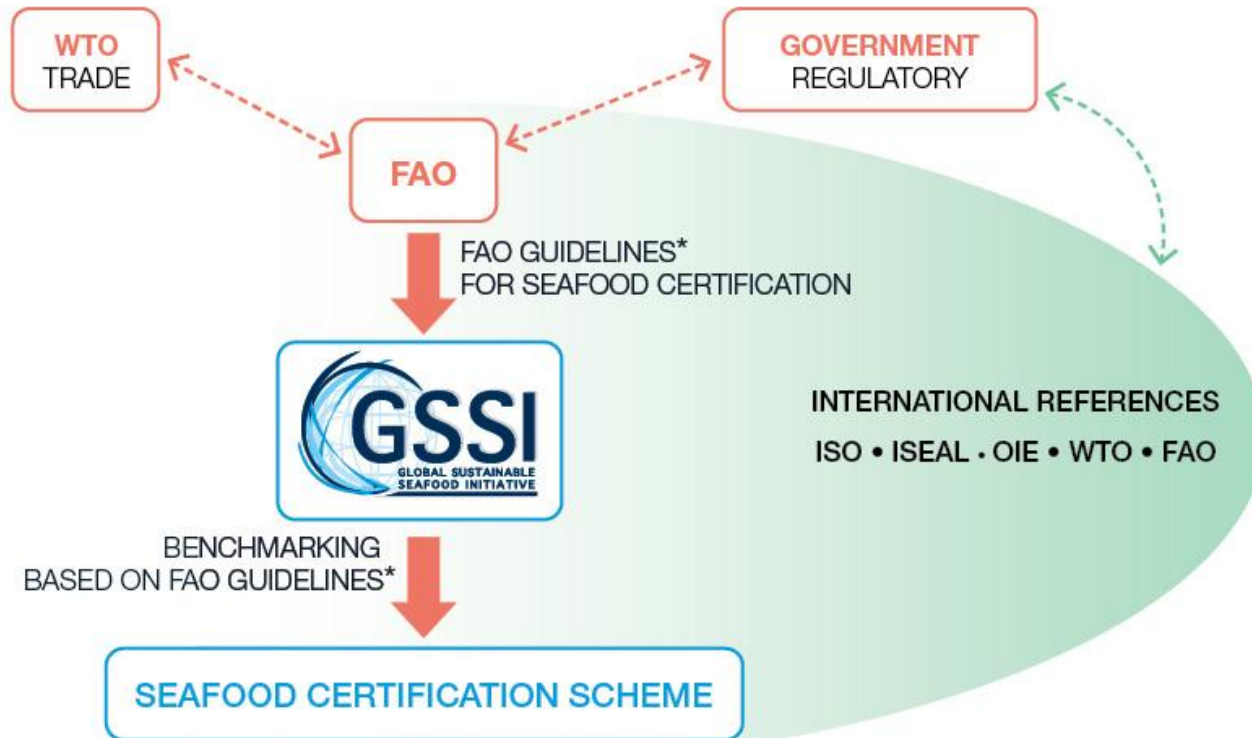 WTO
TRADE
GOVERNMENT
REGULATORY
FAO
FAO GUIDELINES*
FOR SEAFOOD CERTIFICATION
GSSI
GLOBAL SUSTAINABLE
SEAFOOD INITIATIVE
INTERNATIONAL REFERENCES
ISO • ISEAL • OIE • WTO • FAO
BENCHMARKING
BASED ON FAO GUIDELINES*
SEAFOOD CERTIFICATION SCHEME